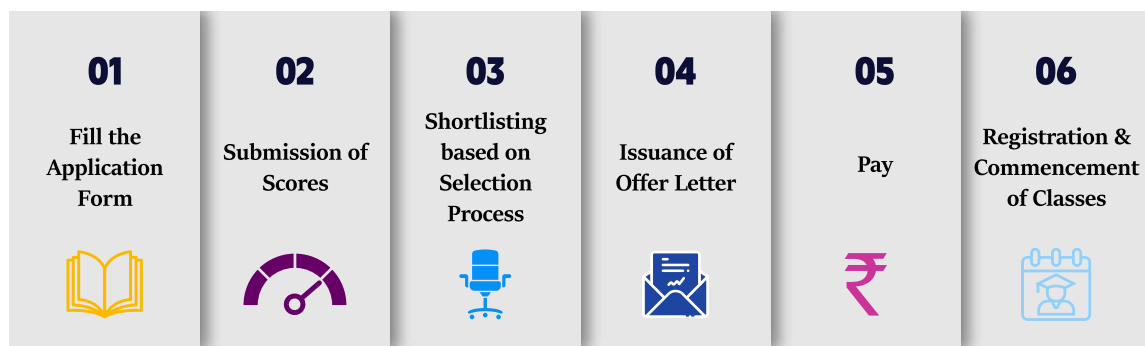 01
Fill the
Application
Form
02
Submission of
Scores
03
Shortlisting
based on
Selection
Process
04
Issuance of
Offer Letter
05
Pay
₹
06
Registration &
Commencement
of Classes